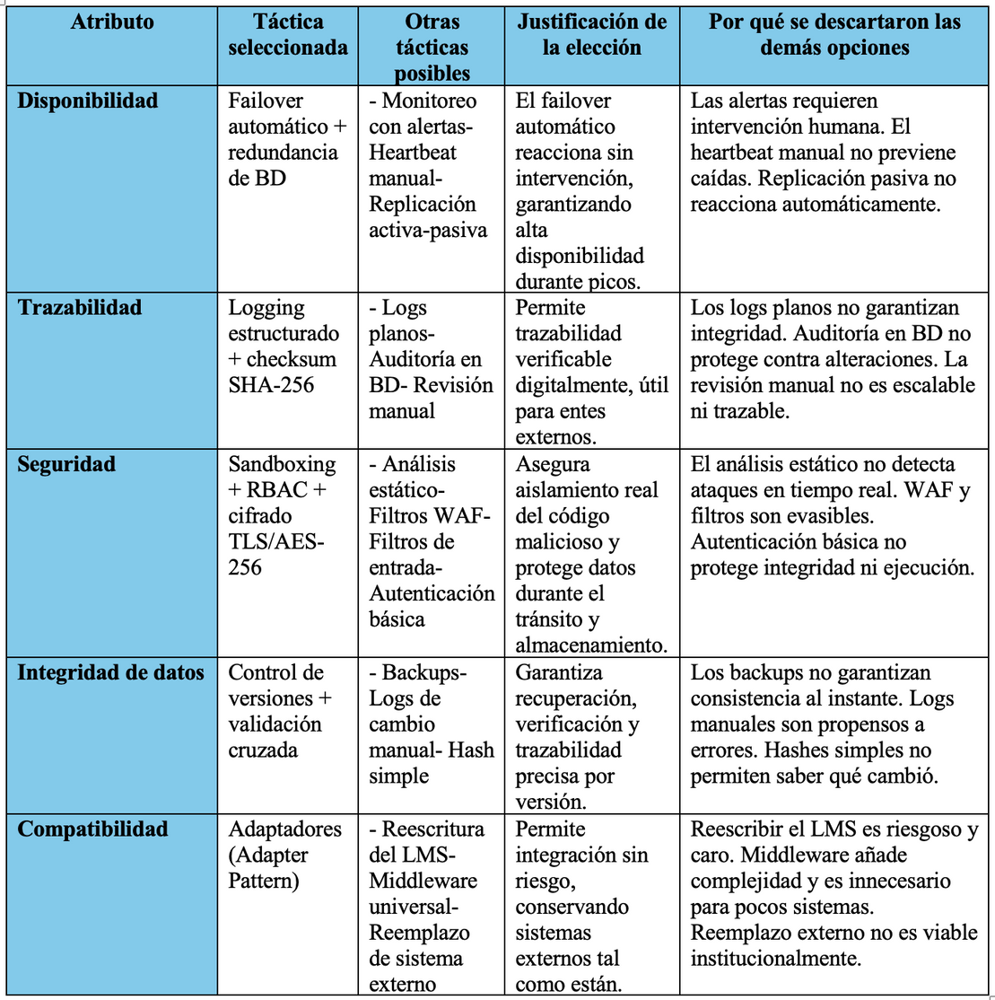 Atributo
Táctica
seleccionada
Otras
tácticas
posibles
Justificación de
la elección
Por qué se descartaron las
demás opciones
Disponibilidad
Failover
automático +
redundancia
de BD
- Monitoreo
con alertas-
Heartbeat
manual-
Replicación
activa-pasiva
El failover
automático
reacciona sin
intervención,
garantizando
alta
disponibilidad
durante picos.
Las alertas requieren
intervención humana. El
heartbeat manual no previene
caídas. Replicación pasiva no
reacciona automáticamente.
Trazabilidad
Logging
estructurado
+ checksum
SHA-256
- Logs
planos-
Auditoría en
BD- Revisión
manual
Permite
trazabilidad
verificable
digitalmente, útil
para entes
externos.
Los logs planos no garantizan
integridad. Auditoría en BD no
protege contra alteraciones. La
revisión manual no es escalable
ni trazable.
Seguridad
Sandboxing
+ RBAC +
cifrado
TLS/AES-
256
- Análisis
estático-
Filtros WAF-
Filtros de
entrada-
Autenticación
básica
Asegura
aislamiento real
del código
malicioso y
protege datos
durante el
tránsito y
almacenamiento.
El análisis estático no detecta
ataques en tiempo real. WAF y
filtros son evasibles.
Autenticación básica no
protege integridad ni ejecución.
Integridad de datos
Control de
versiones +
validación
cruzada
- Backups-
Logs de
cambio
manual- Hash
simple
Garantiza
recuperación,
verificación y
trazabilidad
precisa por
versión.
Los backups no garantizan
consistencia al instante. Logs
manuales son propensos a
errores. Hashes simples no
permiten saber qué cambió.
Compatibilidad
Adaptadores
(Adapter
Pattern)
- Reescritura
del LMS-
Middleware
universal-
Reemplazo
de sistema
externo
Permite
integración sin
riesgo,
conservando
sistemas
externos tal
como están.
Reescribir el LMS es riesgoso y
caro. Middleware añade
complejidad y es innecesario
para pocos sistemas.
Reemplazo externo no es viable
institucionalmente.